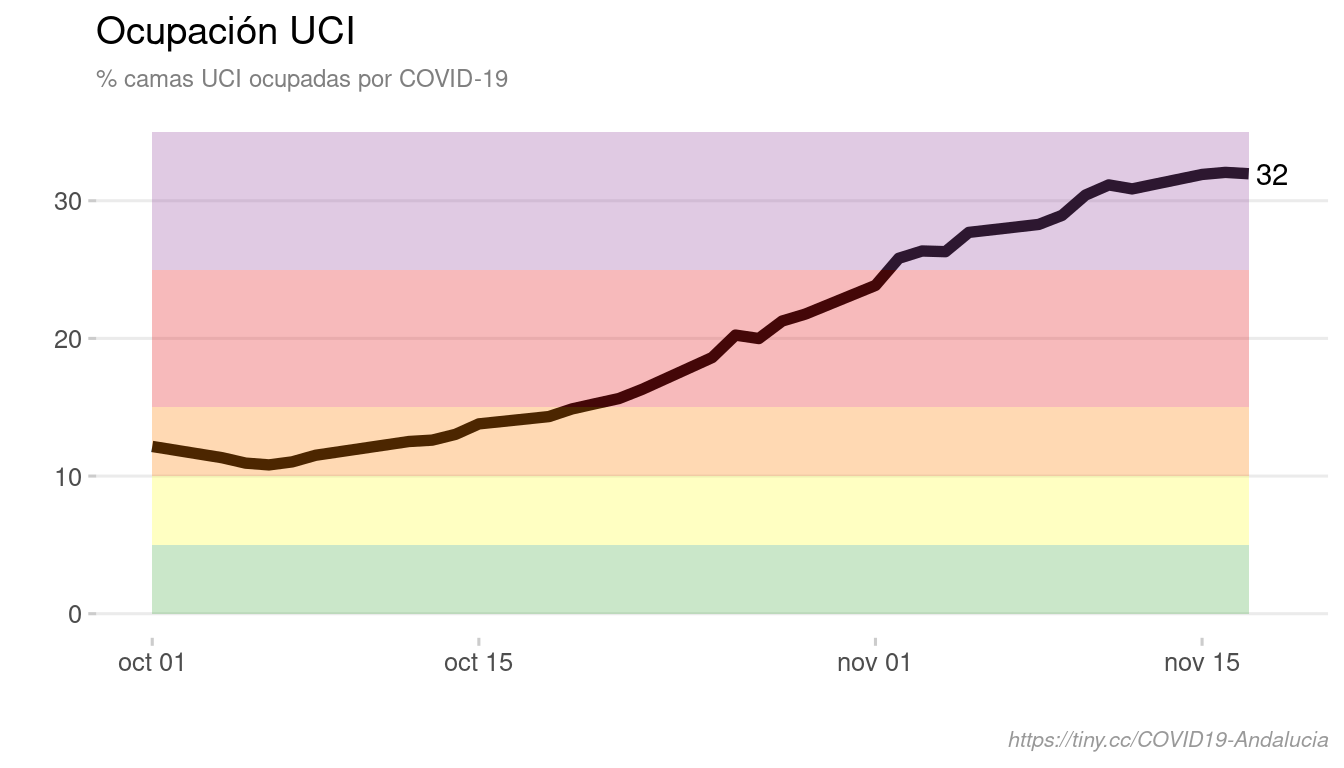 Ocupación UCI
% camas UCI ocupadas por COVID-19
32
30
20
10
0
oct 01
oct 15
nov 01
nov 15
https://tiny.cc/COVID19-Andalucia